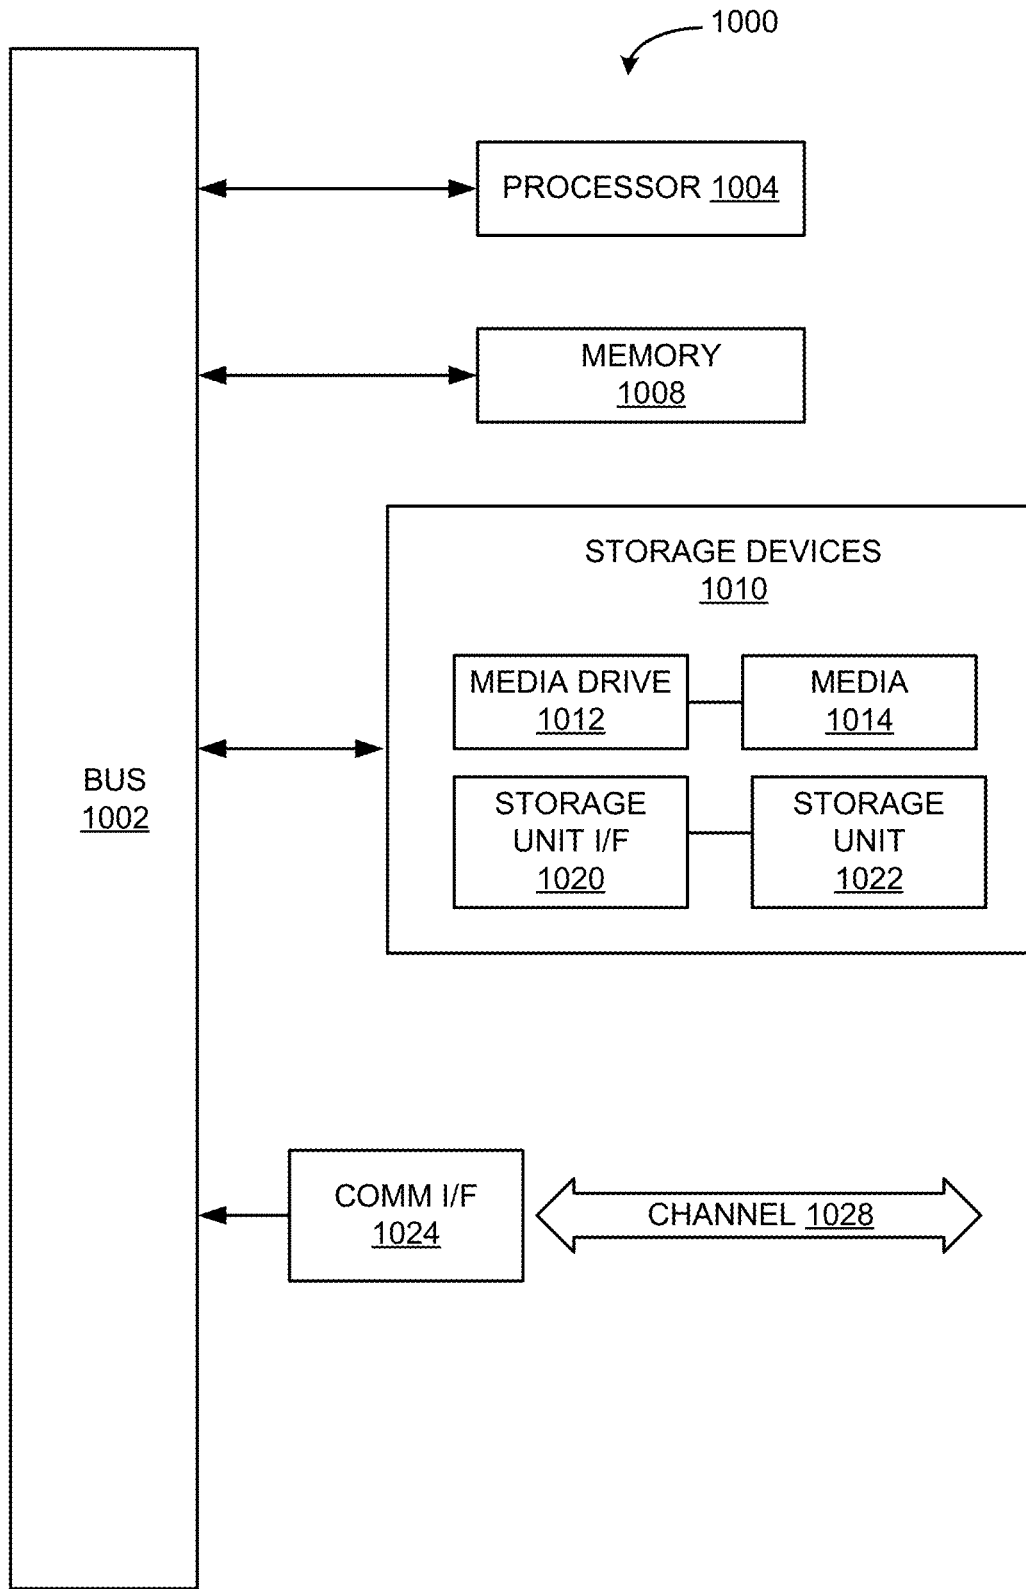 1000
PROCESSOR 1004
MEMORY
1008
STORAGE DEVICES
1010
MEDIA DRIVE
1012
MEDIA
1014
BUS
1002
STORAGE
UNIT I/F
1020
STORAGE
UNIT
1022
COMM I/F
1024
CHANNEL 1028